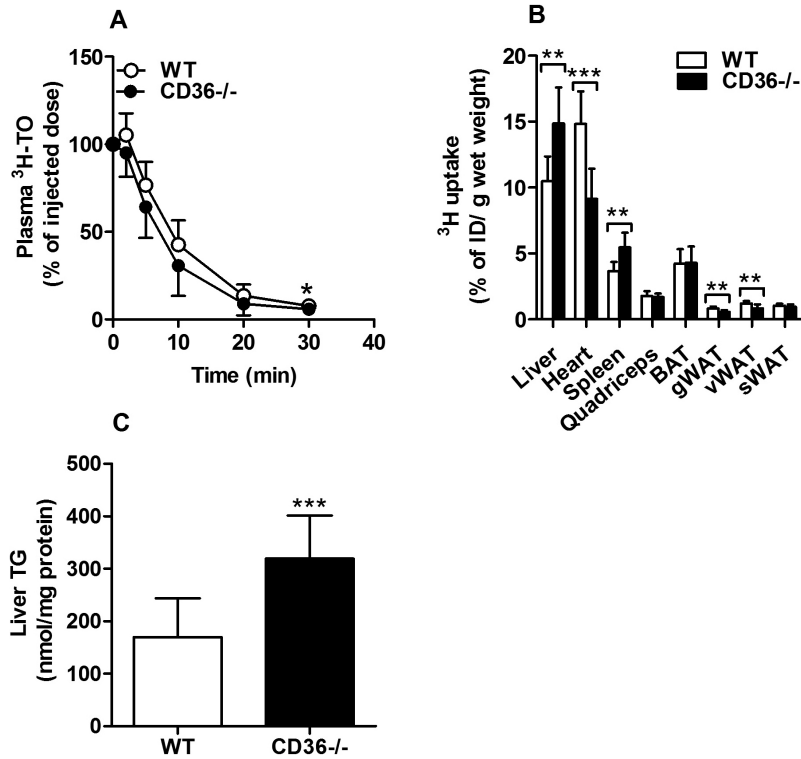 A
Plasma ³H-TO
(% of injected dose)
150
100
50
0
WT
CD36-/-
*
0 10 20 30 40
Time (min)
B
³H uptake
(% of ID/ g wet weight)
20
15
10
5
0
WT
CD36-/-
**
***
**
**
**
Liver
Heart
Spleen
Quadriceps
BAT
gWAT
vWAT
sWAT
C
Liver TG
(nmol/mg protein)
500
400
300
200
100
0
***
WT CD36-/-